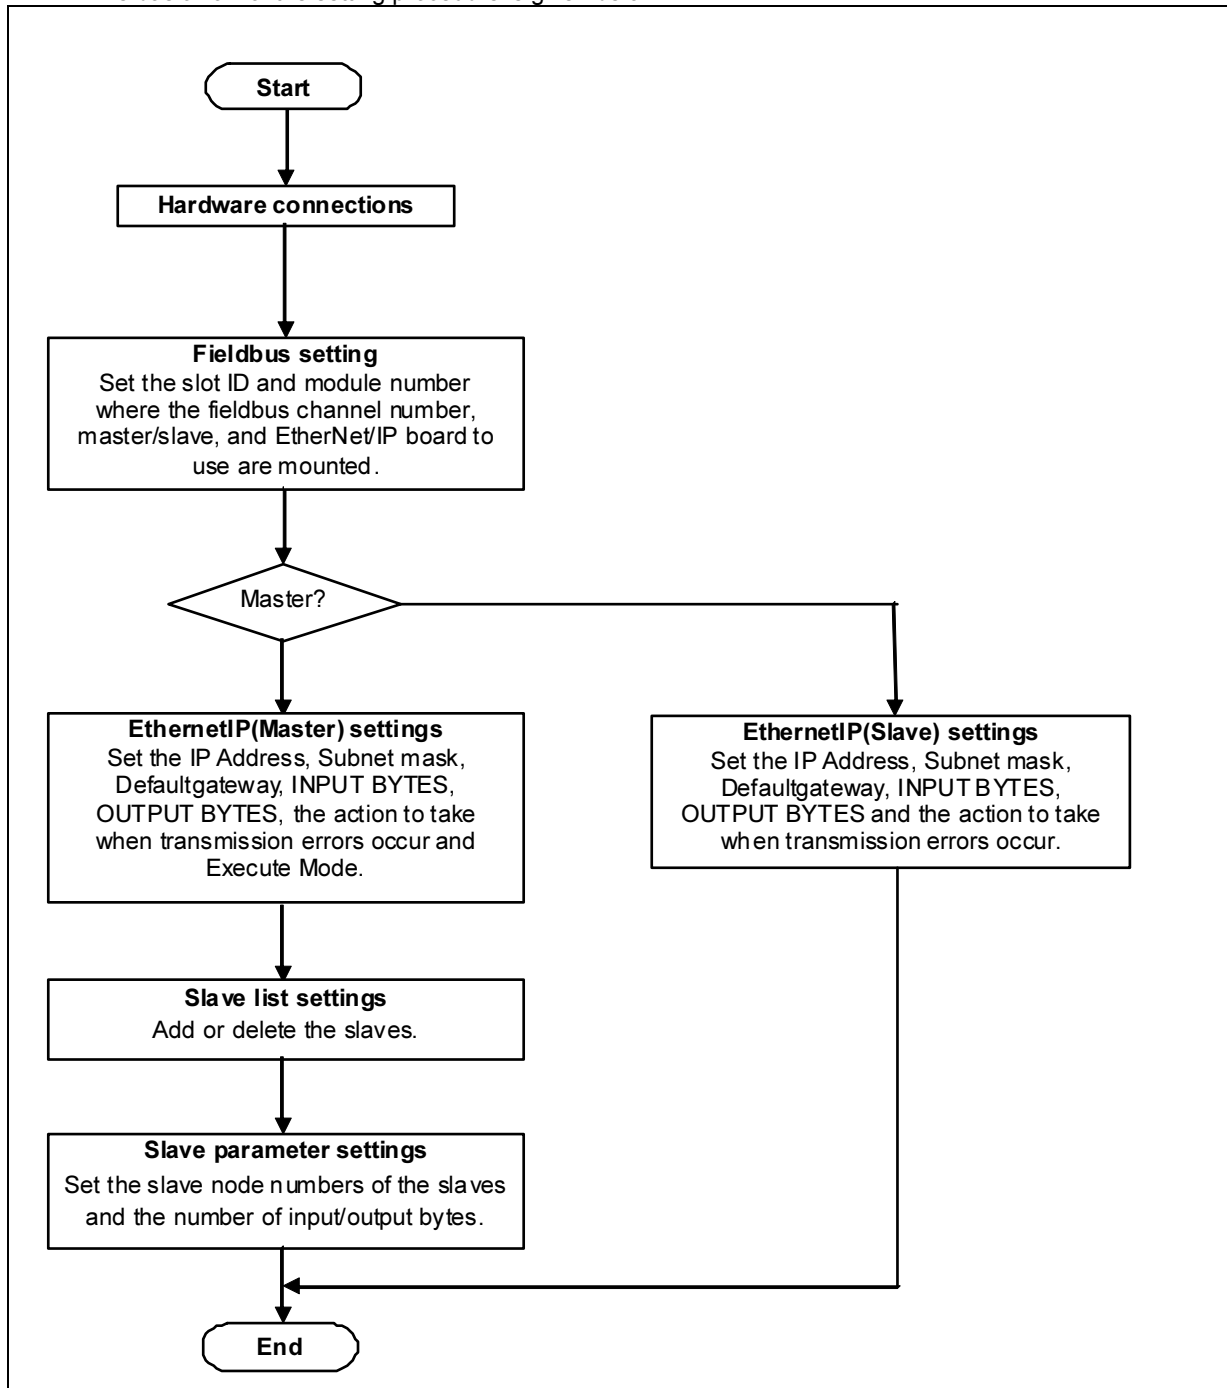 Start
Hardware connections
Fieldbus setting
Set the slot ID and module number
where the fieldbus channel number,
master/slave, and EtherNet/IP board to
use are mounted.
Master?
EthernetIP(Master) settings
Set the IP Address, Subnet mask,
Defaultgateway, INPUT BYTES,
OUTPUT BYTES, the action to take
when transmission errors occur and
Execute Mode.
EthernetIP(Slave) settings
Set the IP Address, Subnet mask,
Defaultgateway, INPUT BYTES,
OUTPUT BYTES and the action to take
when transmission errors occur.
Slave list settings
Add or delete the slaves.
Slave parameter settings
Set the slave node numbers of the slaves
and the number of input/output bytes.
End